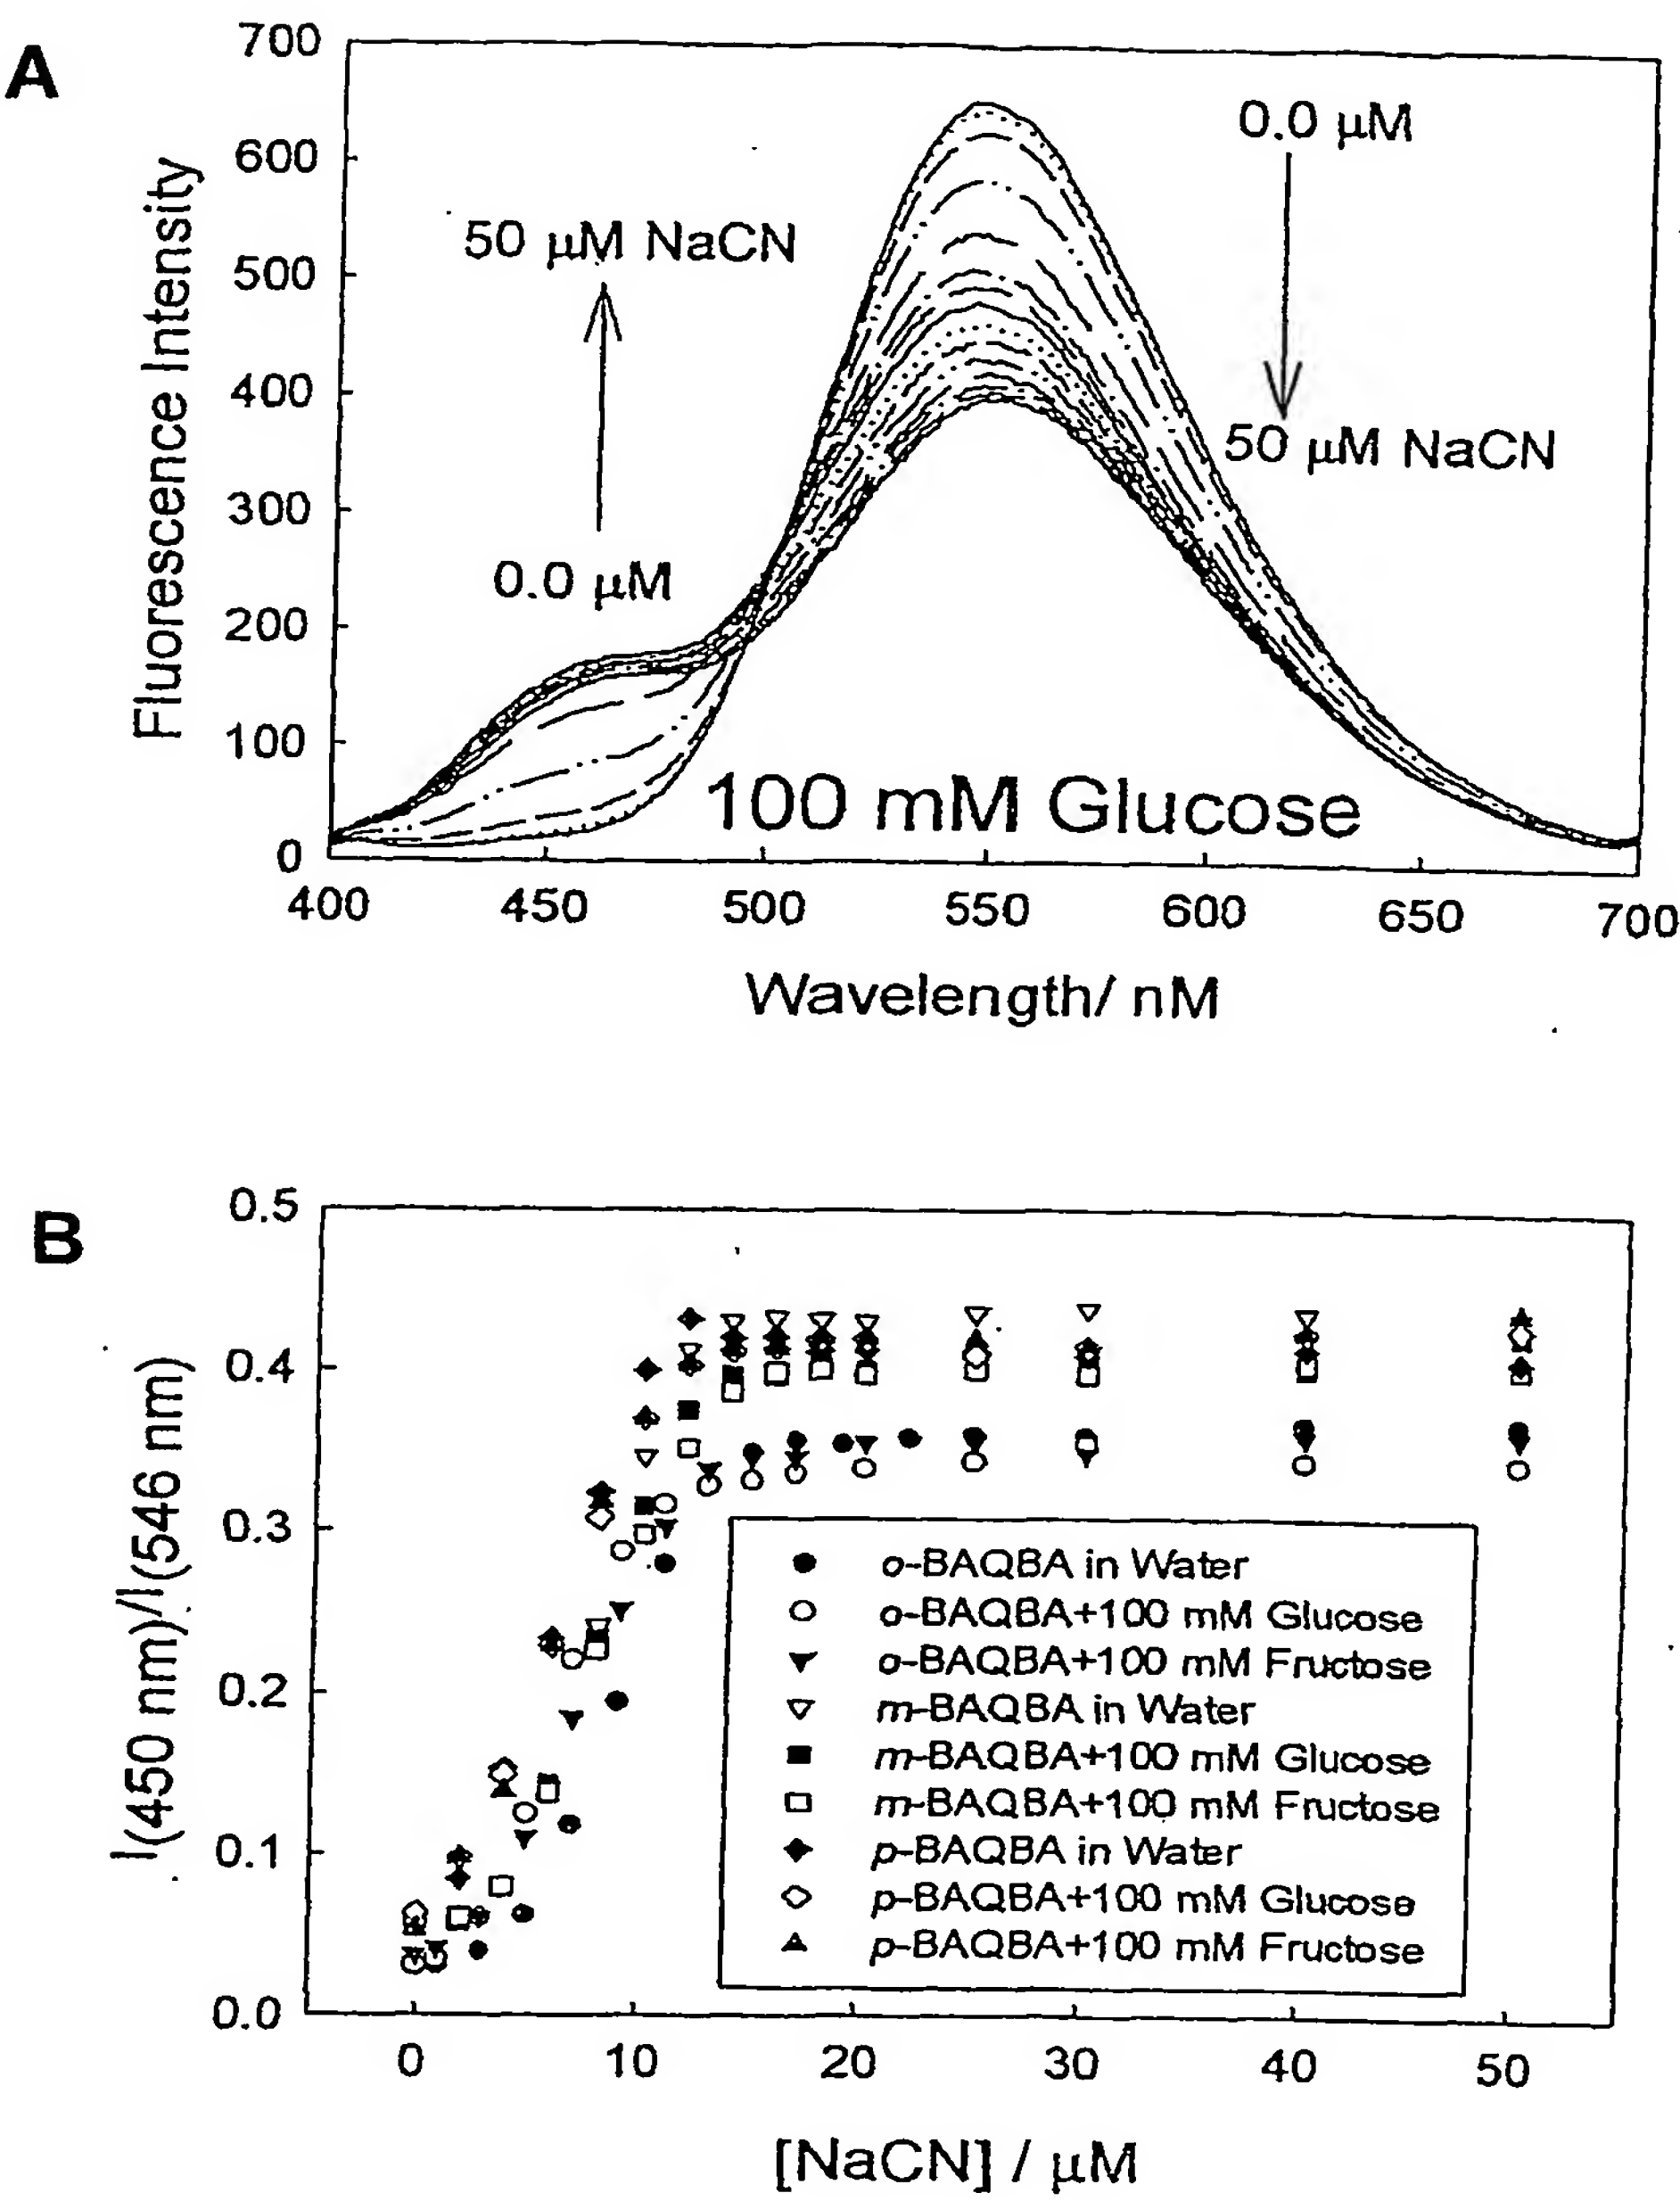 A
700
600
500
400
300
200
100
0
Fluorescence Intensity
50 μM NaCN
0.0 μM
0.0 μM
50 μM NaCN
100 mM Glucose
400 450 500 550 600 650 700
Wavelength/ nM
B
0.5
0.4
0.3
0.2
0.1
0.0
I(450 nm)/I(546 nm)
o-BAQBA in Water
o-BAQBA+100 mM Glucose
o-BAQBA+100 mM Fructose
m-BAQBA in Water
m-BAQBA+100 mM Glucose
m-BAQBA+100 mM Fructose
p-BAQBA in Water
p-BAQBA+100 mM Glucose
p-BAQBA+100 mM Fructose
0 10 20 30 40 50
[NaCN] / μM